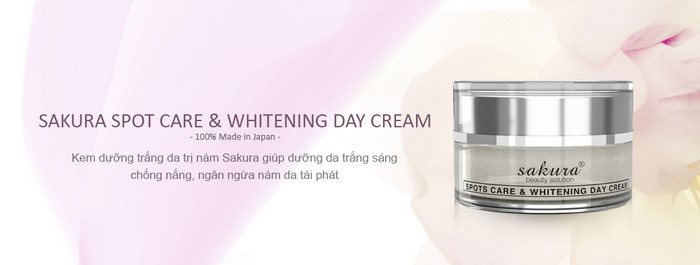 SAKURA SPOT CARE & WHITENING DAY CREAM
- 100% Made in Japan -
Kem dưỡng trắng da trị nám Sakura giúp dưỡng da trắng sáng
chống nắng, ngăn ngừa nám da tái phát
sakura®
beauty solution
SPOTS CARE & WHITENING DAY CREAM